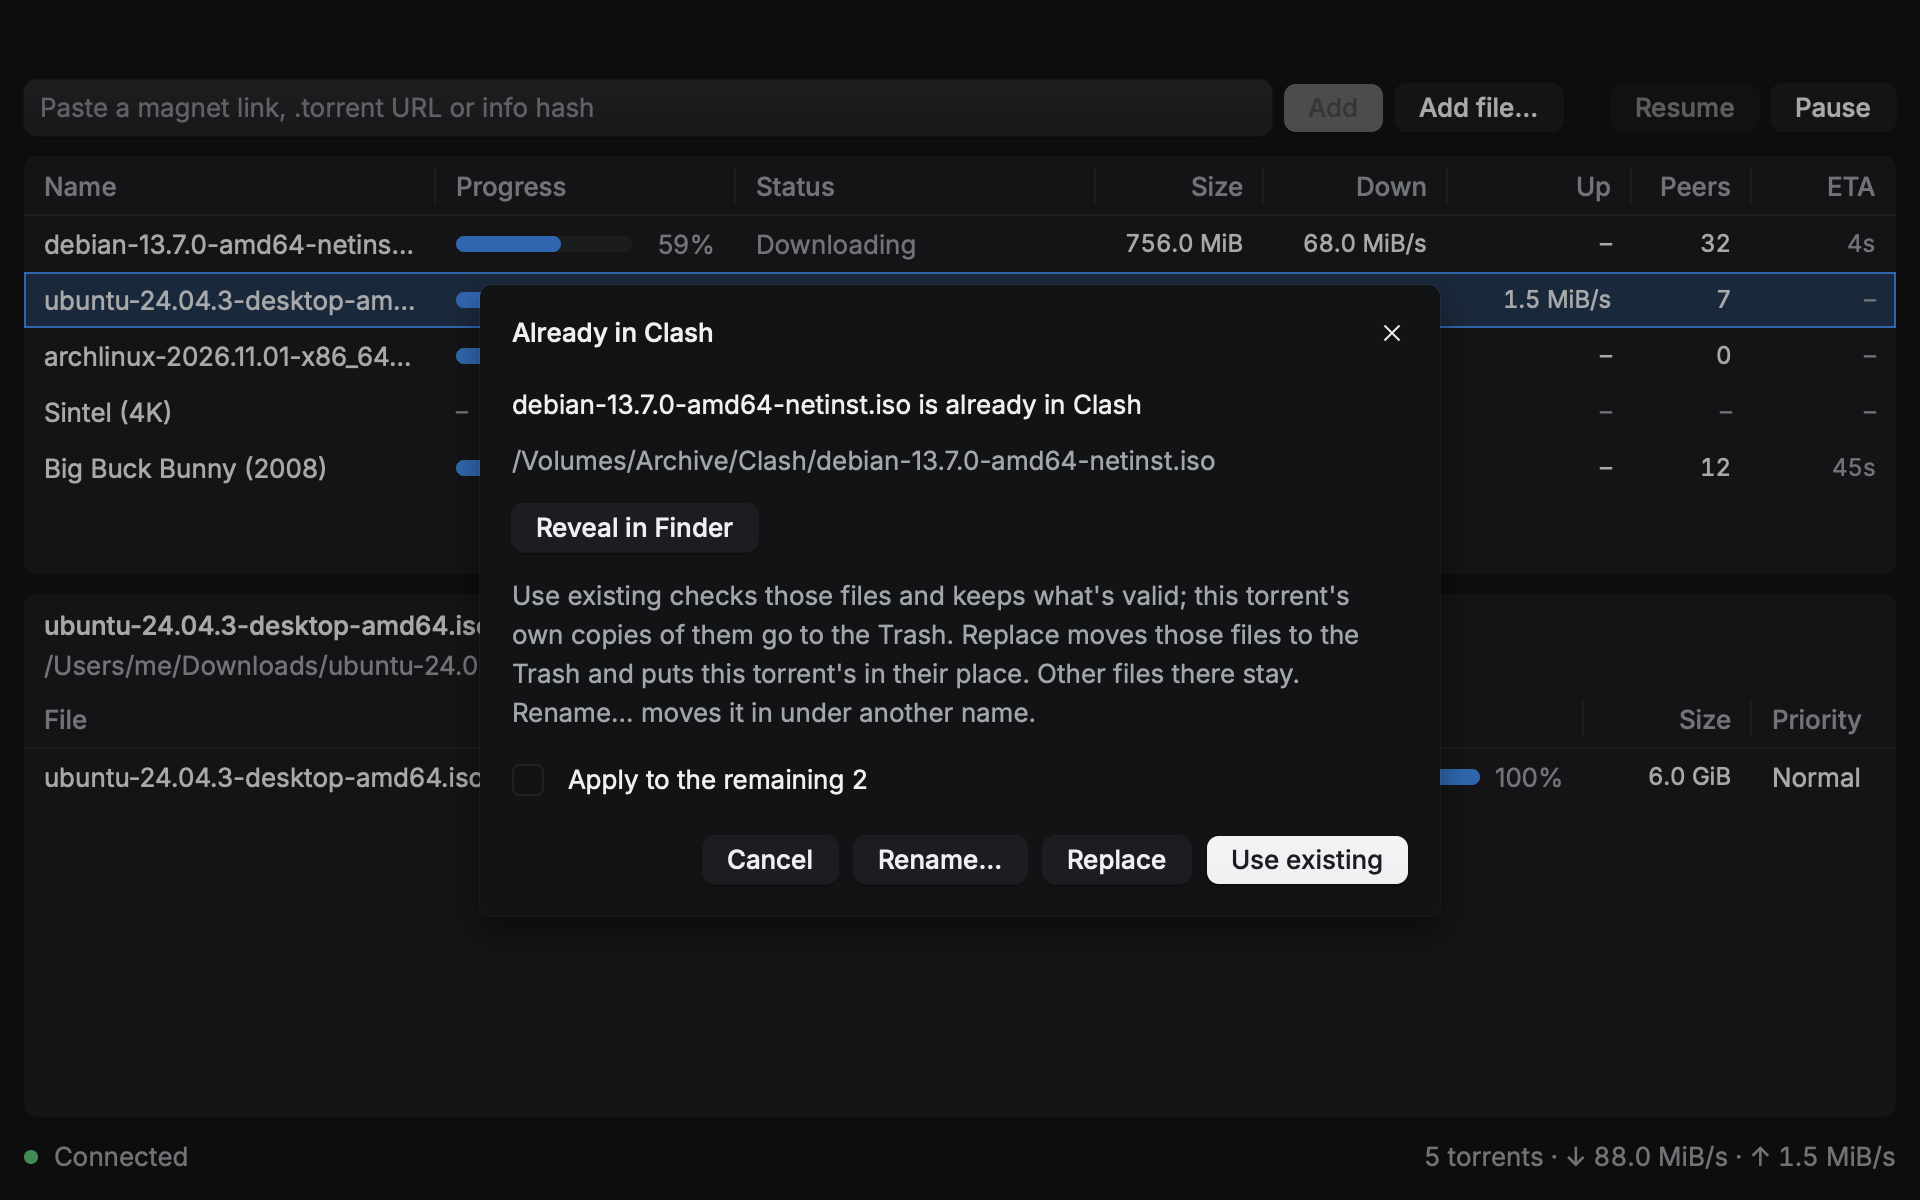 Paste a magnet link, .torrent URL or info hash
Add
Add file...
Resume
Pause
Name Progress Status Size Down Up Peers ETA
debian-13.7.0-amd64-netins... 59% Downloading 756.0 MiB 68.0 MiB/s – 32 4s
ubuntu-24.04.3-desktop-am... 1.5 MiB/s 7 –
archlinux-2026.11.01-x86_64... – 0 –
Sintel (4K) – – – –
Big Buck Bunny (2008) – 12 45s
Already in Clash
debian-13.7.0-amd64-netinst.iso is already in Clash
/Volumes/Archive/Clash/debian-13.7.0-amd64-netinst.iso
Reveal in Finder
Use existing checks those files and keeps what's valid; this torrent's
own copies of them go to the Trash. Replace moves those files to the
Trash and puts this torrent's in their place. Other files there stay.
Rename... moves it in under another name.
Apply to the remaining 2
Cancel
Rename...
Replace
Use existing
ubuntu-24.04.3-desktop-amd64.iso
/Users/me/Downloads/ubuntu-24.0
File Size Priority
ubuntu-24.04.3-desktop-amd64.iso 100% 6.0 GiB Normal
Connected
5 torrents · ↓ 88.0 MiB/s · ↑ 1.5 MiB/s